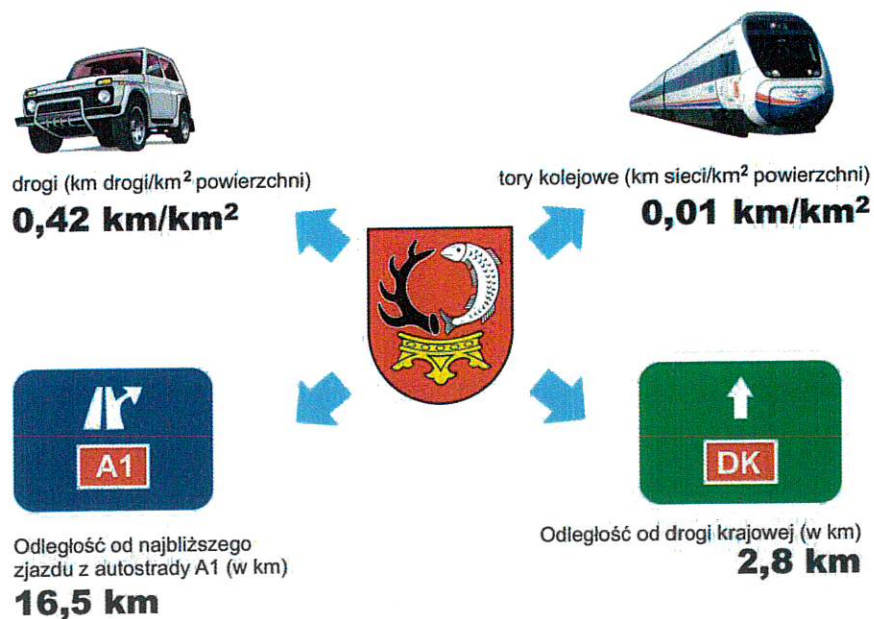 drogi (km drogi/km² powierzchni)
0,42 km/km²
tory kolejowe (km sieci/km² powierzchni)
0,01 km/km²
A1
Odległość od najbliższego
zjazdu z autostrady A1 (w km)
16,5 km
DK
Odległość od drogi krajowej (w km)
2,8 km